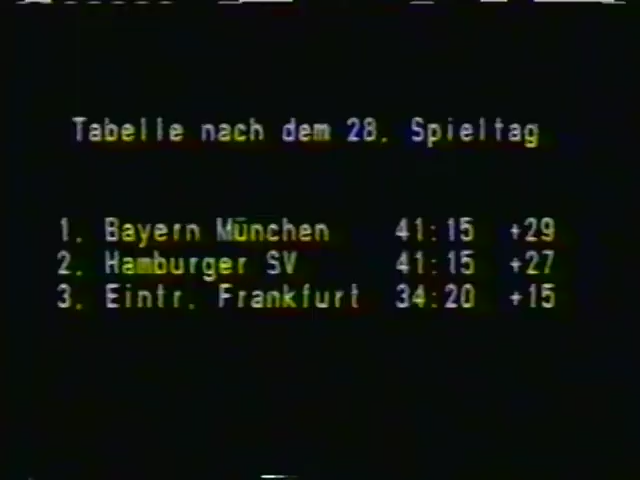 Tabelle nach dem 28. Spieltag
1. Bayern München 41:15 +29
2. Hamburger SV 41:15 +27
3. Eintr. Frankfurt 34:20 +15